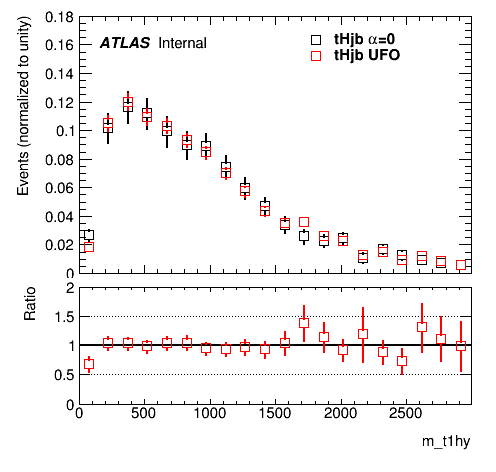 0.18
0.16
0.14
0.12
0.1
0.08
0.06
0.04
0.02
0
Events (normalized to unity)
ATLAS Internal
tHjb α=0
tHjb UFO
2
1.5
1
0.5
0
Ratio
0 500 1000 1500 2000 2500
m_t1hy